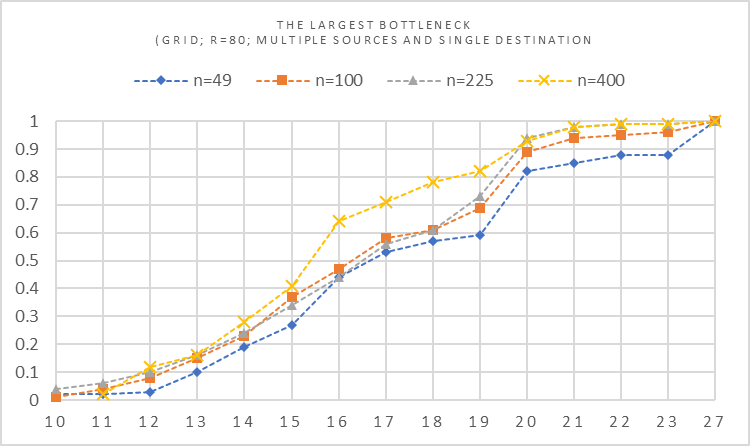 THE LARGEST BOTTLENECK
(GRID; R=80; MULTIPLE SOURCES AND SINGLE DESTINATION
n=49 n=100 n=225 n=400
1
0.9
0.8
0.7
0.6
0.5
0.4
0.3
0.2
0.1
0
10 11 12 13 14 15 16 17 18 19 20 21 22 23 27